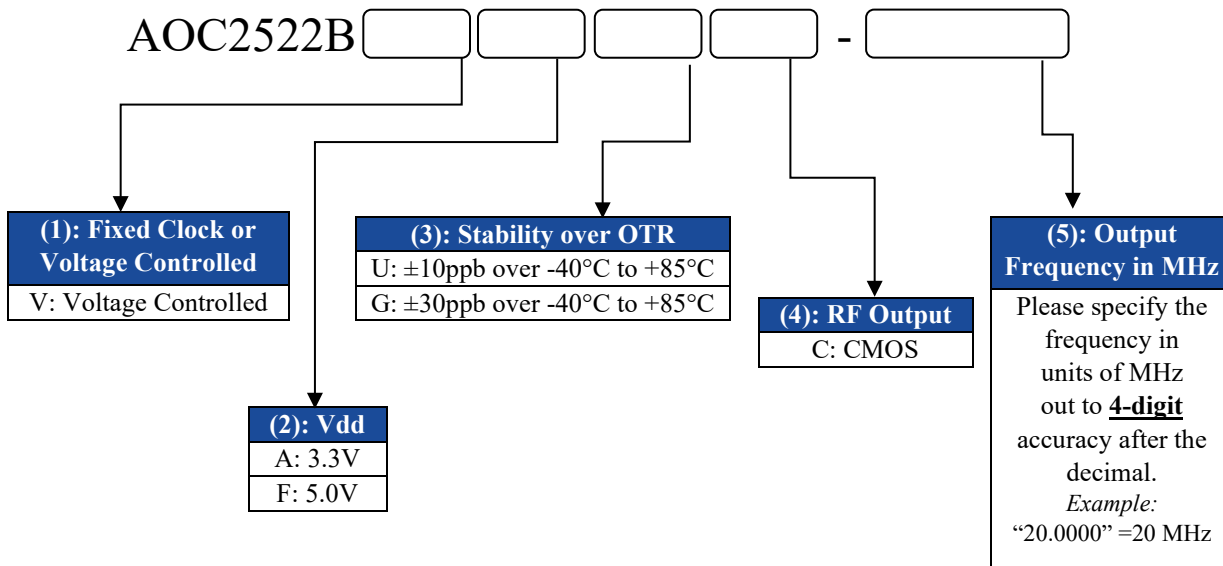 AOC2522B
-
(1): Fixed Clock or
Voltage Controlled
V: Voltage Controlled
(2): Vdd
A: 3.3V
F: 5.0V
(3): Stability over OTR
U: ±10ppb over -40°C to +85°C
G: ±30ppb over -40°C to +85°C
(4): RF Output
C: CMOS
(5): Output
Frequency in MHz
Please specify the
frequency in
units of MHz
out to 4-digit
accuracy after the
decimal.
Example:
“20.0000” =20 MHz